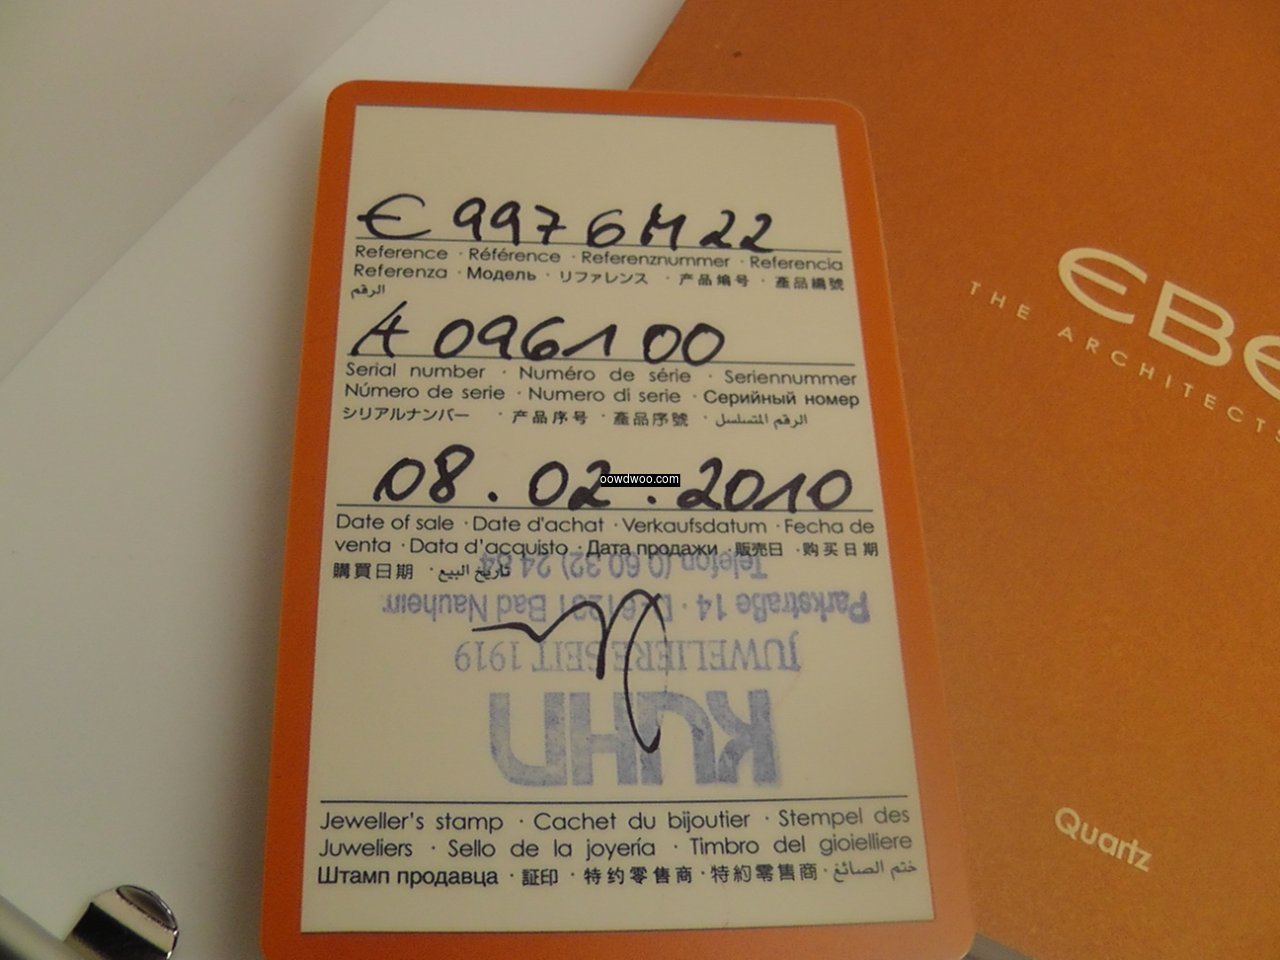 € 9976M22
Reference · Référence · Referenznummer · Referencia
Referenza · Модель · リファレンス · 产品编号 · 產品編號
الرقم
A 0961 00
Serial number · Numéro de série · Seriennummer
Número de serie · Numero di serie · Серийный номер
シリアルナンバー · 产品序号 · 產品序號 · الرقم المتسلسل
08.02.2010
oowdwoo.com
Date of sale · Date d'achat · Verkaufsdatum · Fecha de
venta · Data d'acquisto · Дата продажи · 販売日 · 购买日期
購買日期 · تاريخ البيع
KUHN
JUWELIERE SEIT 1919
Parkstraße 14 · D-61231 Bad Nauheim
Telefon (0 60 32) 24 84
Jeweller's stamp · Cachet du bijoutier · Stempel des
Juweliers · Sello de la joyería · Timbro del gioielliere
Штамп продавца · 証印 · 特约零售商 · 特約零售商 · ختم الصائغ
EBE
THE ARCHITECTS
Quartz